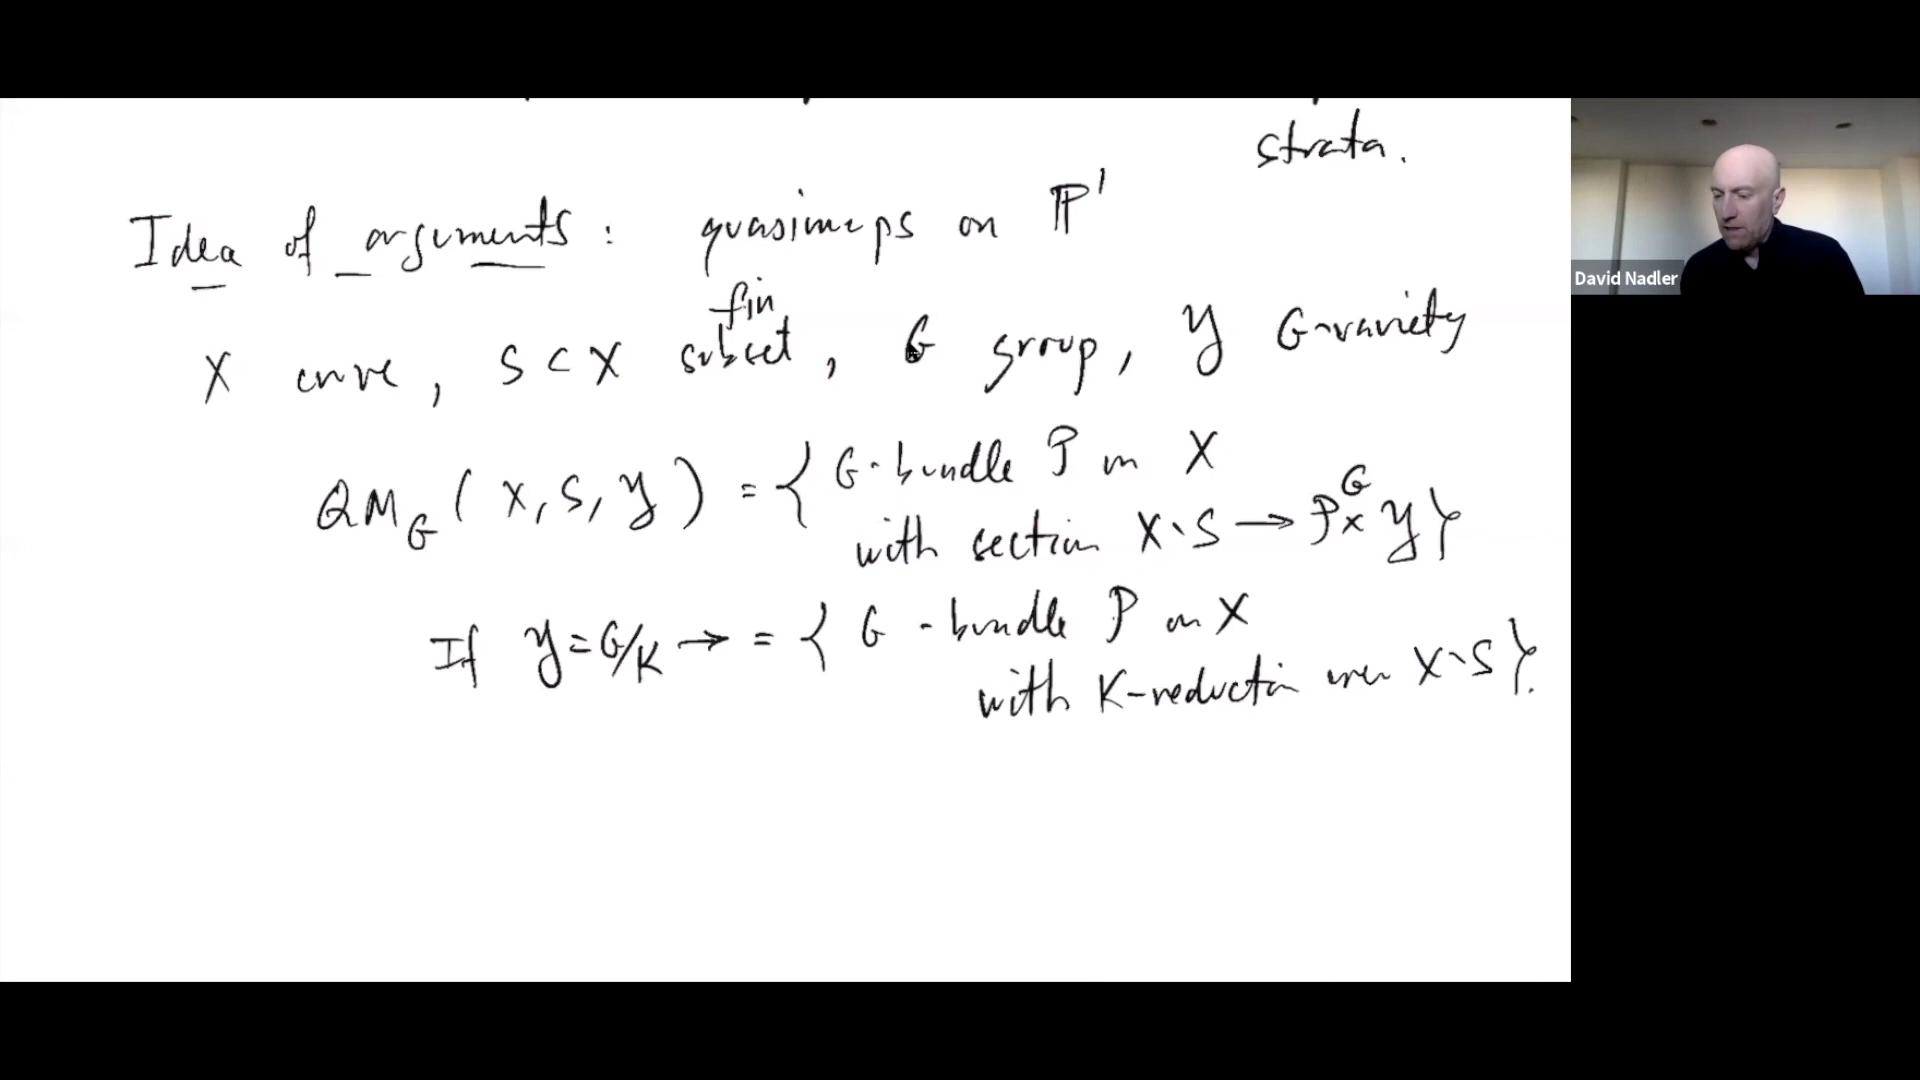 strata.
Idea of arguments: quasimaps on ℙ¹
fin
X curve, S ⊂ X subset, G group, Y G-variety
QM_G (X, S, Y) = { G-bundle P on X
with section X∖S → P ×^G Y }
If Y = G/K → = { G-bundle P on X
with K-reduction over X∖S }.
David Nadler